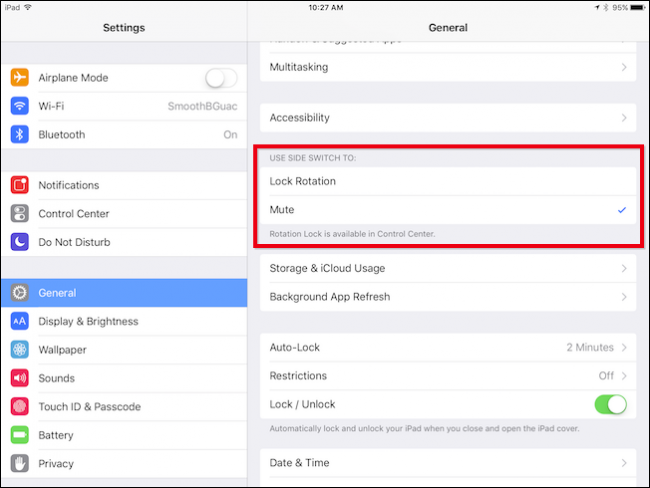 iPad
10:27 AM
95%
Settings
General
Airplane Mode
Wi-Fi SmoothBGuac
Bluetooth On
Notifications
Control Center
Do Not Disturb
General
Display & Brightness
Wallpaper
Sounds
Touch ID & Passcode
Battery
Privacy
Multitasking
Accessibility
USE SIDE SWITCH TO:
Lock Rotation
Mute
Rotation Lock is available in Control Center.
Storage & iCloud Usage
Background App Refresh
Auto-Lock 2 Minutes
Restrictions Off
Lock / Unlock
Automatically lock and unlock your iPad when you close and open the iPad cover.
Date & Time